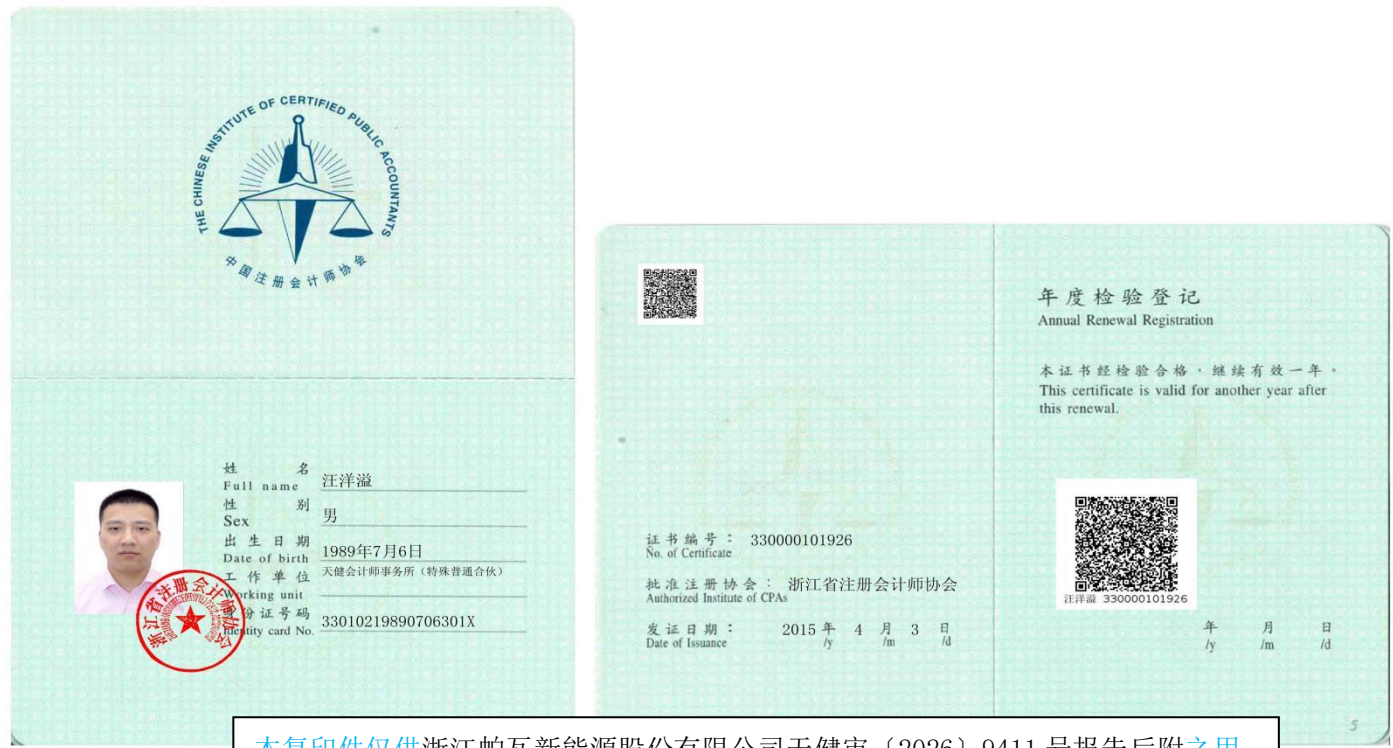 THE CHINESE INSTITUTE OF CERTIFIED PUBLIC ACCOUNTANTS
中国注册会计师协会
姓名
Full name
汪洋溢
性别
Sex
男
出生日期
Date of birth
1989年7月6日
工作单位
Working unit
天健会计师事务所（特殊普通合伙）
份证号码
Identity card No.
33010219890706301X
浙江省注册会计师协会
证书编号：
No. of Certificate
330000101926
批准注册协会：
Authorized Institute of CPAs
浙江省注册会计师协会
发证日期：
Date of Issuance
2015 年 4 月 3 日
/y /m /d
年度检验登记
Annual Renewal Registration
本证书经检验合格，继续有效一年。
This certificate is valid for another year after
this renewal.
汪洋溢 330000101926
年 月 日
/y /m /d
5
本复印件仅供浙江帕瓦新能源股份有限公司天健审〔2026〕9411号报告后附之用